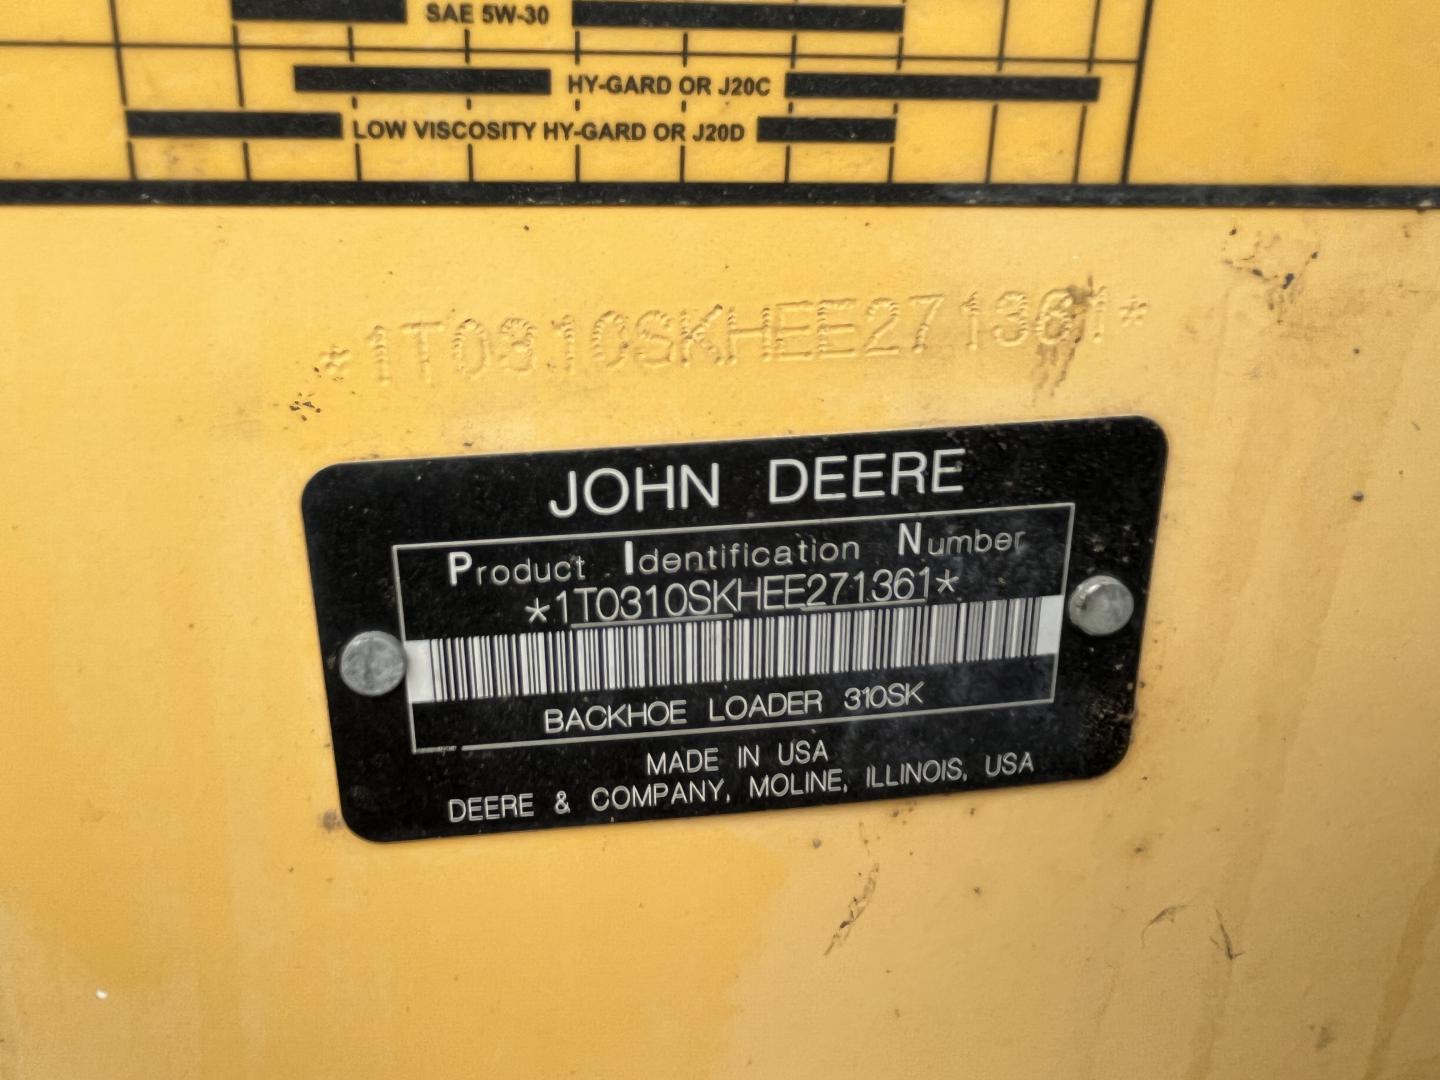 SAE 5W-30
HY-GARD OR J20C
LOW VISCOSITY HY-GARD OR J20D
*1T0310SKHEE271361*
JOHN DEERE
Product Identification Number
*1T0310SKHEE271361*
BACKHOE LOADER 310SK
MADE IN USA
DEERE & COMPANY, MOLINE, ILLINOIS, USA